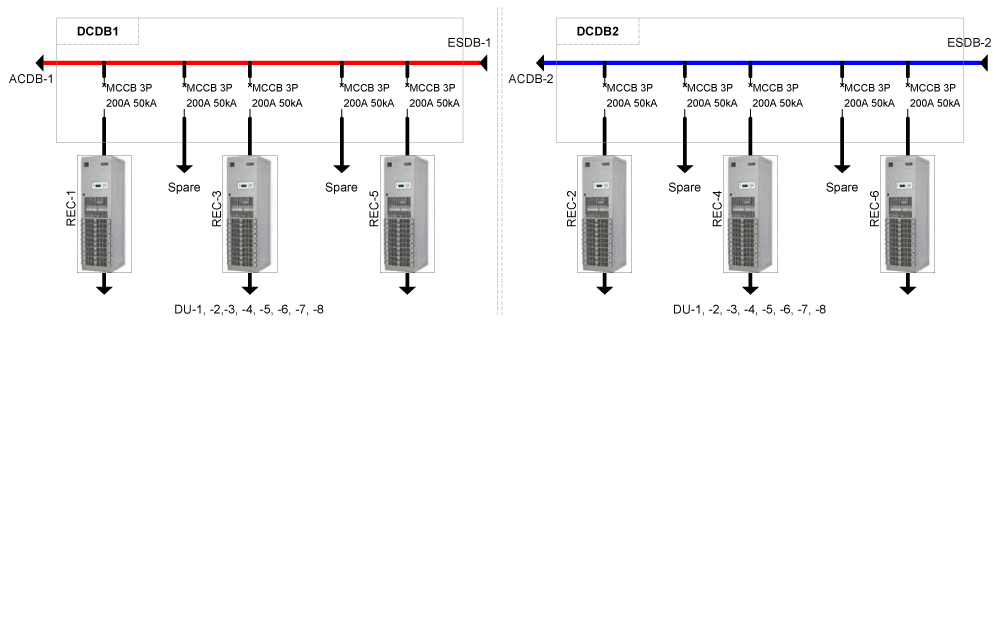 DCDB1
ESDB-1
ACDB-1
MCCB 3P
200A 50kA
MCCB 3P
200A 50kA
MCCB 3P
200A 50kA
MCCB 3P
200A 50kA
MCCB 3P
200A 50kA
REC-1
Spare
REC-3
Spare
REC-5
DU-1, -2,-3, -4, -5, -6, -7, -8
DCDB2
ESDB-2
ACDB-2
MCCB 3P
200A 50kA
MCCB 3P
200A 50kA
MCCB 3P
200A 50kA
MCCB 3P
200A 50kA
MCCB 3P
200A 50kA
REC-2
Spare
REC-4
Spare
REC-6
DU-1, -2, -3, -4, -5, -6, -7, -8